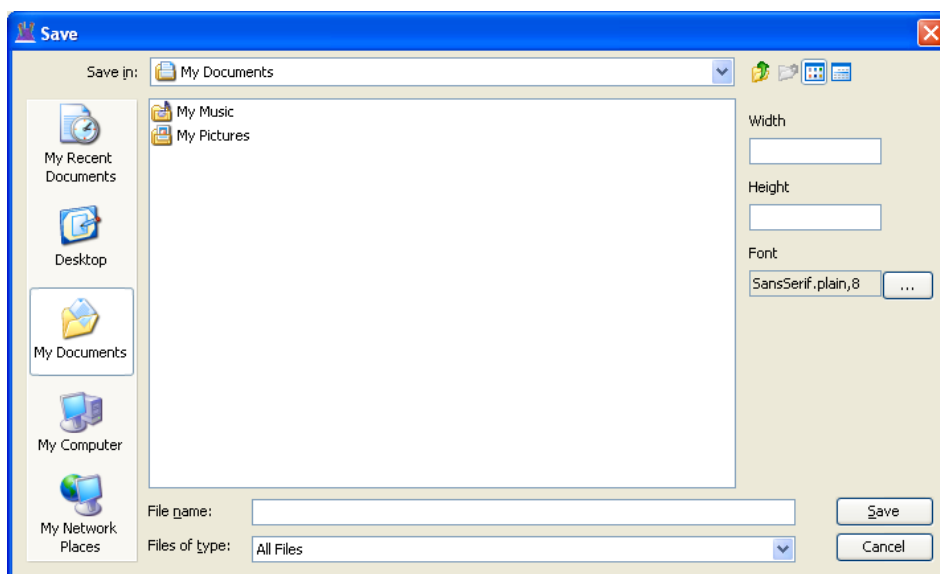 Save
Save in:
My Documents
My Music
My Pictures
My Recent
Documents
Desktop
My Documents
My Computer
My Network
Places
Width
Height
Font
SansSerif.plain,8
...
File name:
Save
Files of type:
All Files
Cancel